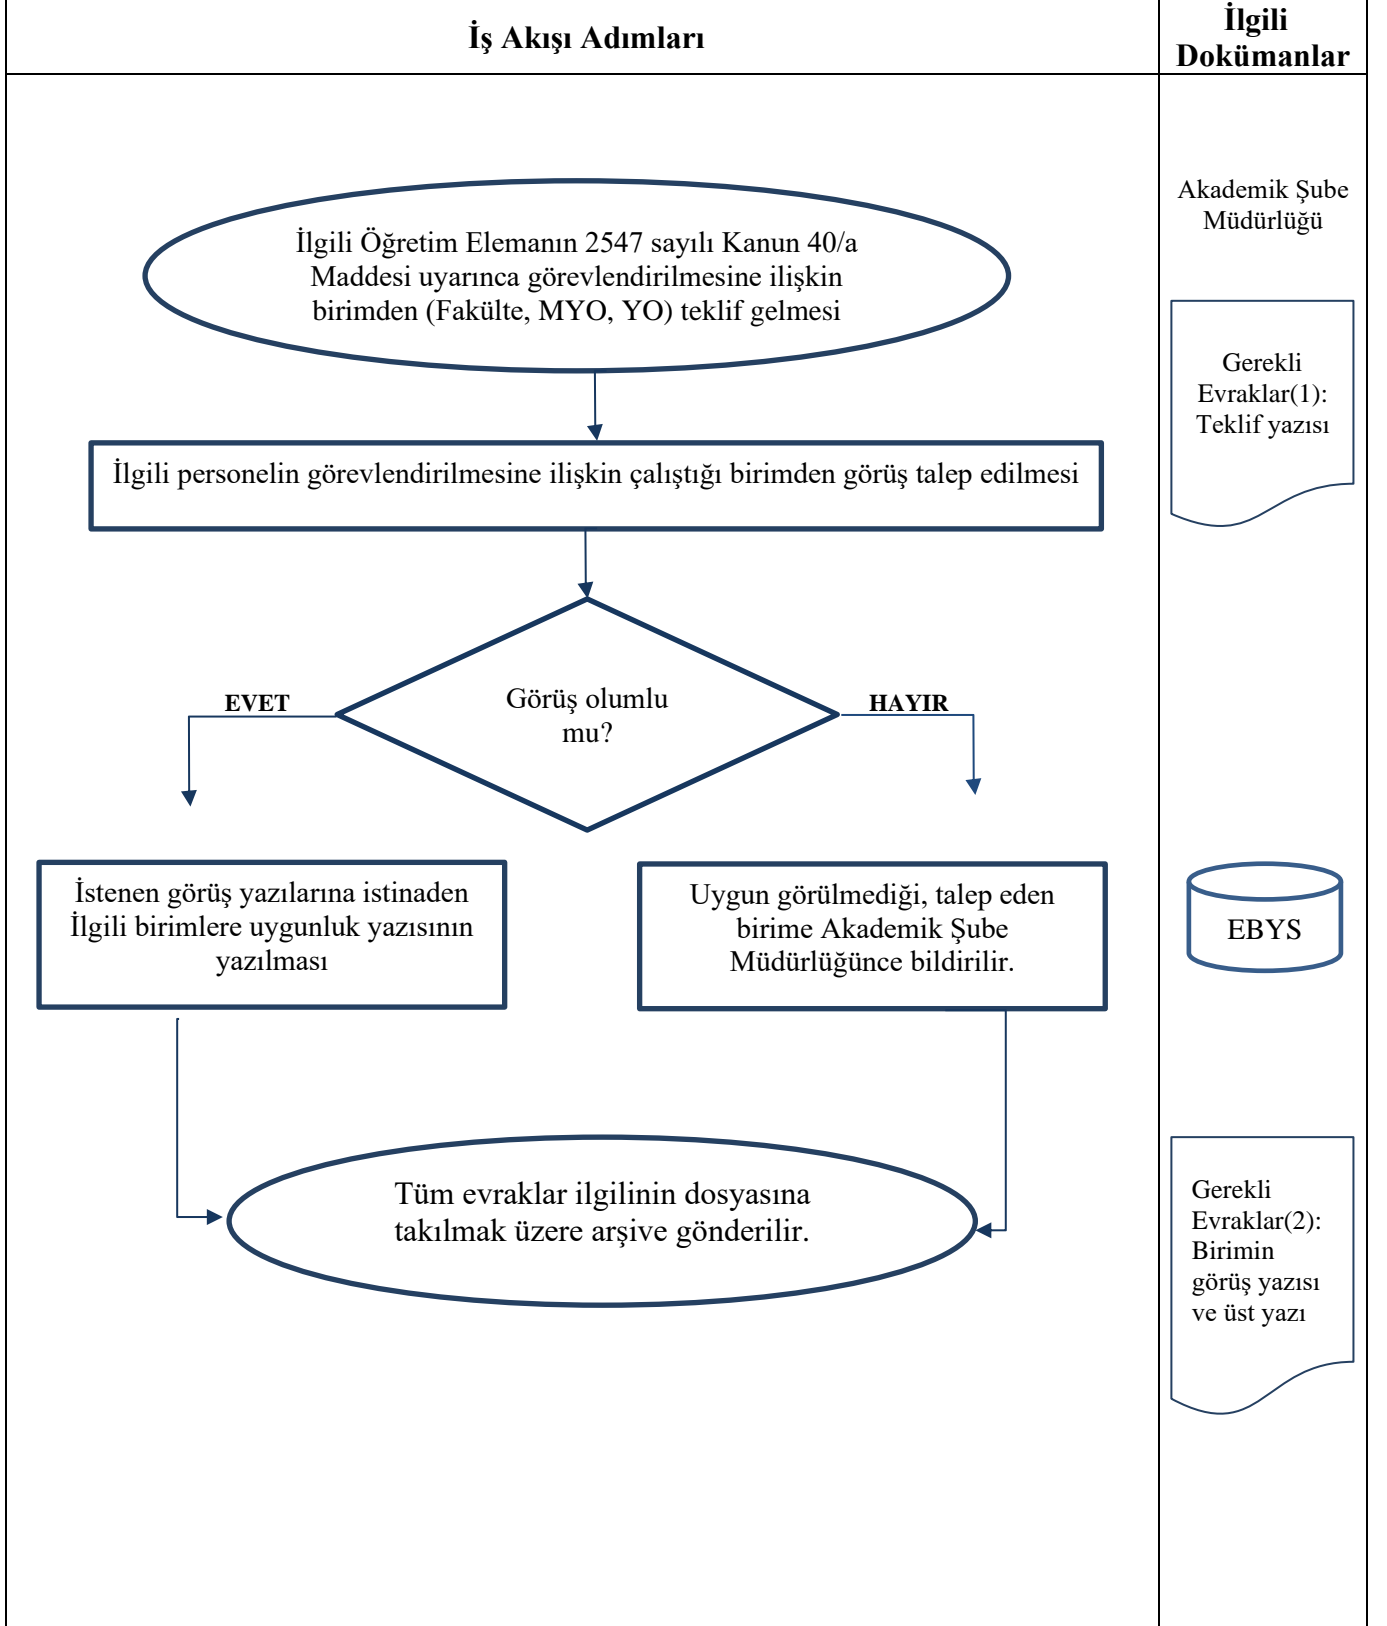 İş Akışı Adımları
İlgili
Dokümanlar
Akademik Şube
Müdürlüğü
İlgili Öğretim Elemanın 2547 sayılı Kanun 40/a
Maddesi uyarınca görevlendirilmesine ilişkin
birimden (Fakülte, MYO, YO) teklif gelmesi
Gerekli
Evraklar(1):
Teklif yazısı
İlgili personelin görevlendirilmesine ilişkin çalıştığı birimden görüş talep edilmesi
EVET
Görüş olumlu
mu?
HAYIR
İstenen görüş yazılarına istinaden
İlgili birimlere uygunluk yazısının
yazılması
Uygun görülmediği, talep eden
birime Akademik Şube
Müdürlüğünce bildirilir.
EBYS
Tüm evraklar ilgilinin dosyasına
takılmak üzere arşive gönderilir.
Gerekli
Evraklar(2):
Birimin
görüş yazısı
ve üst yazı